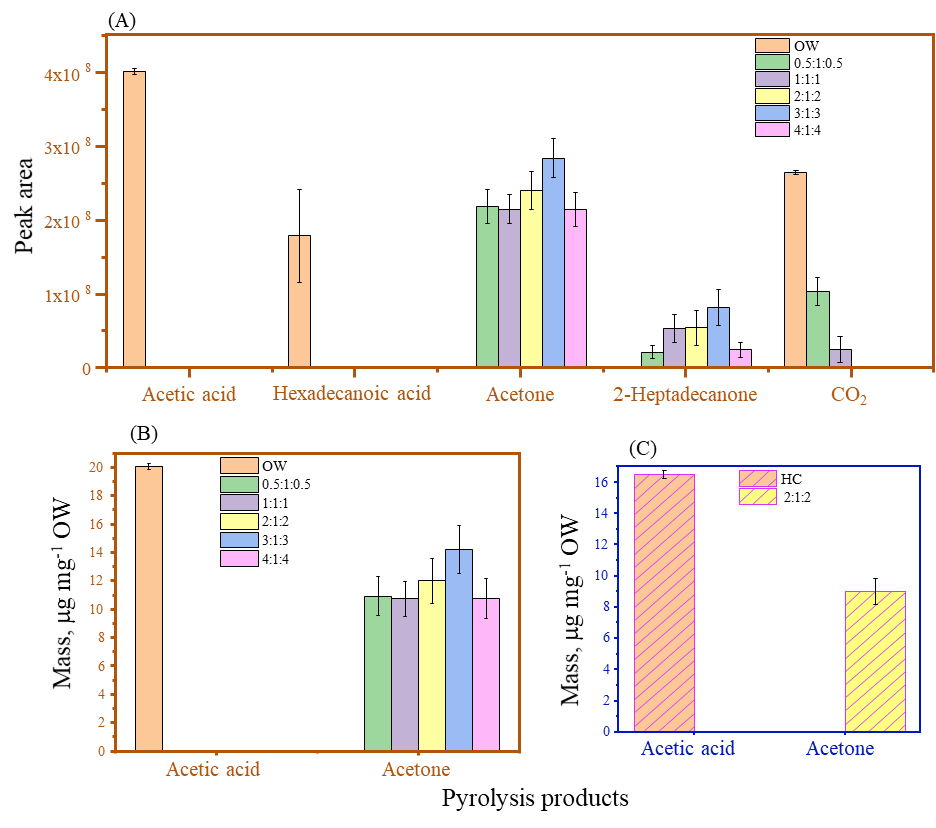 (A)
Peak area
4x10 8
3x10 8
2x10 8
1x10 8
0
OW
0.5:1:0.5
1:1:1
2:1:2
3:1:3
4:1:4
Acetic acid
Hexadecanoic acid
Acetone
2-Heptadecanone
CO2
(B)
Mass, µg mg-1 OW
20
18
16
14
12
10
8
6
4
2
0
OW
0.5:1:0.5
1:1:1
2:1:2
3:1:3
4:1:4
Acetic acid
Acetone
(C)
Mass, µg mg-1 OW
16
14
12
10
8
6
4
2
0
HC
2:1:2
Acetic acid
Acetone
Pyrolysis products